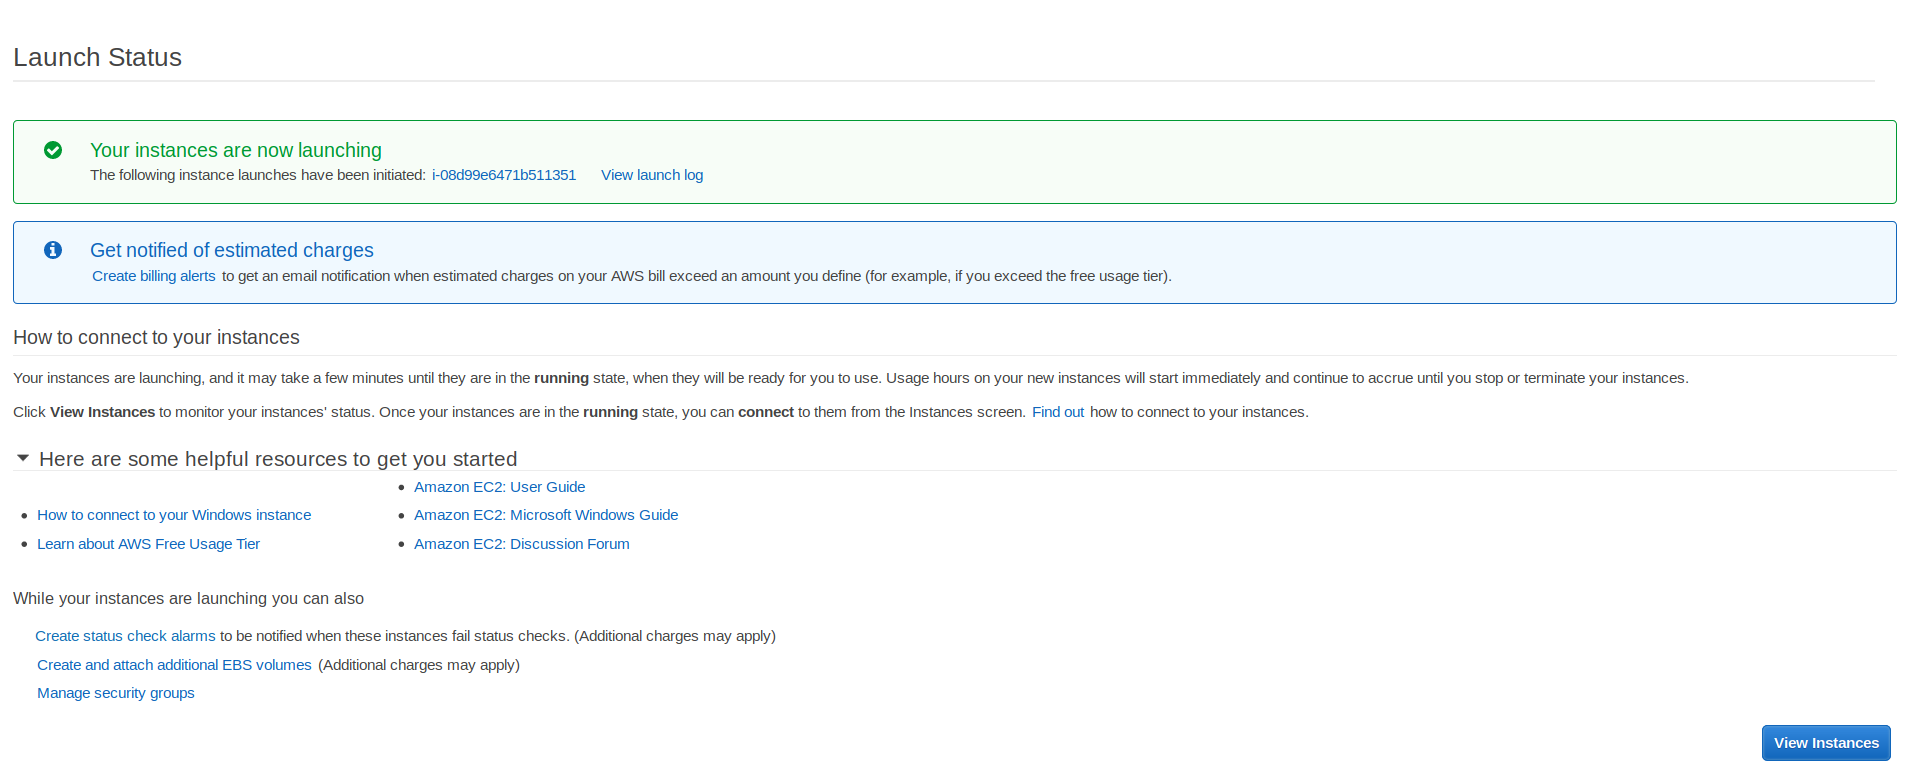 Launch Status
Your instances are now launching
The following instance launches have been initiated: i-08d99e6471b511351 View launch log
Get notified of estimated charges
Create billing alerts to get an email notification when estimated charges on your AWS bill exceed an amount you define (for example, if you exceed the free usage tier).
How to connect to your instances
Your instances are launching, and it may take a few minutes until they are in the running state, when they will be ready for you to use. Usage hours on your new instances will start immediately and continue to accrue until you stop or terminate your instances.
Click View Instances to monitor your instances' status. Once your instances are in the running state, you can connect to them from the Instances screen. Find out how to connect to your instances.
Here are some helpful resources to get you started
• How to connect to your Windows instance
• Learn about AWS Free Usage Tier
• Amazon EC2: User Guide
• Amazon EC2: Microsoft Windows Guide
• Amazon EC2: Discussion Forum
While your instances are launching you can also
Create status check alarms to be notified when these instances fail status checks. (Additional charges may apply)
Create and attach additional EBS volumes (Additional charges may apply)
Manage security groups
View Instances